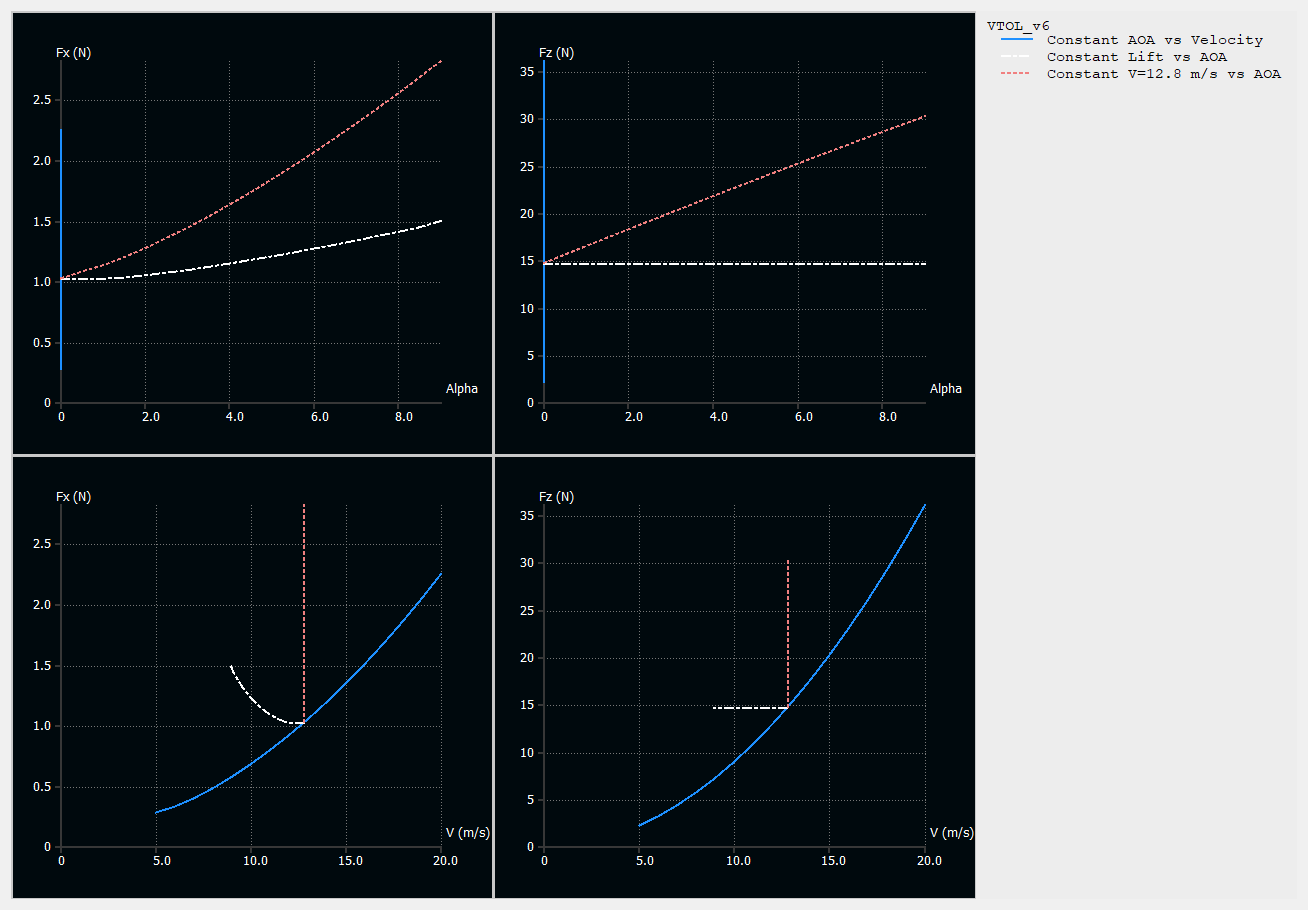 VTOL_v6
Constant AOA vs Velocity
Constant Lift vs AOA
Constant V=12.8 m/s vs AOA
Fx (N)
2.5
2.0
1.5
1.0
0.5
0
Alpha
0 2.0 4.0 6.0 8.0
Fz (N)
35
30
25
20
15
10
5
0
Alpha
0 2.0 4.0 6.0 8.0
Fx (N)
2.5
2.0
1.5
1.0
0.5
0
V (m/s)
0 5.0 10.0 15.0 20.0
Fz (N)
35
30
25
20
15
10
5
0
V (m/s)
0 5.0 10.0 15.0 20.0